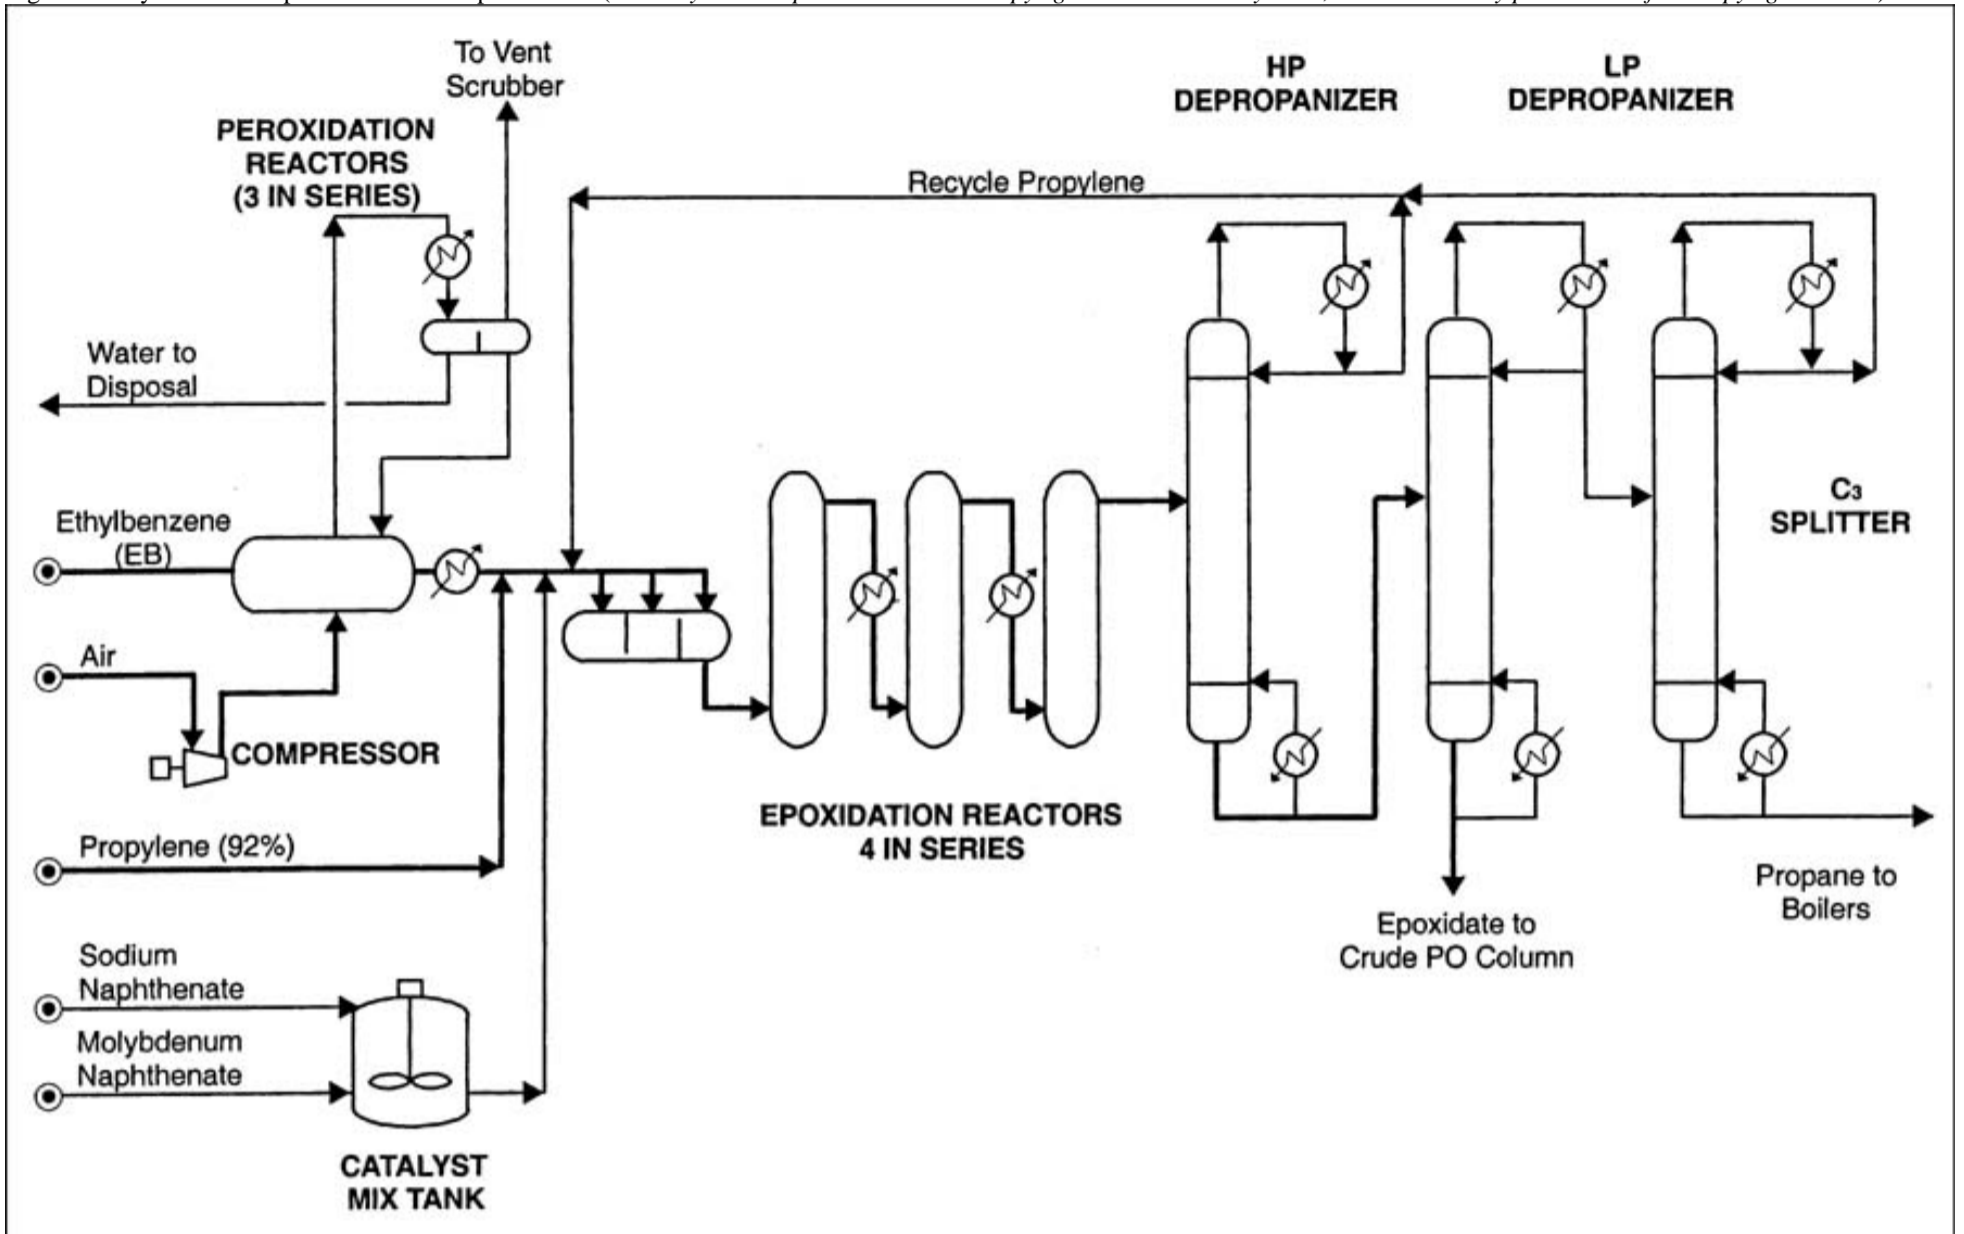 To Vent
Scrubber
HP
DEPROPANIZER
LP
DEPROPANIZER
PEROXIDATION
REACTORS
(3 IN SERIES)
Recycle Propylene
Water to
Disposal
Ethylbenzene
(EB)
C3
SPLITTER
Air
COMPRESSOR
EPOXIDATION REACTORS
4 IN SERIES
Propylene (92%)
Propane to
Boilers
Epoxidate to
Crude PO Column
Sodium
Naphthenate
Molybdenum
Naphthenate
CATALYST
MIX TANK